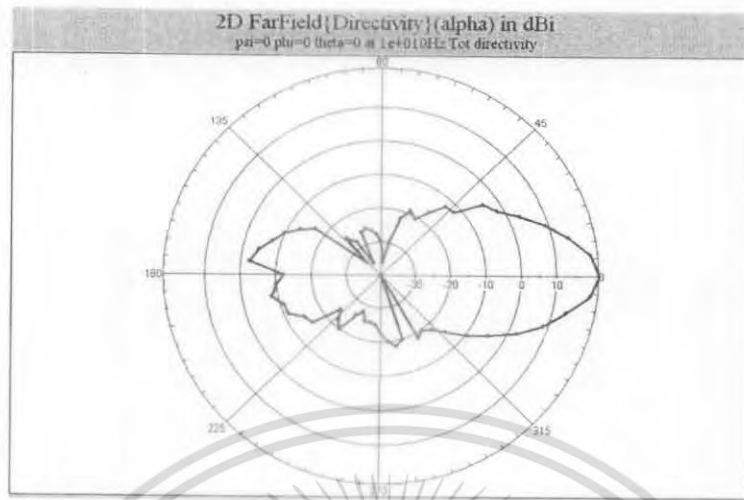 2D FarField{Directivity}(alpha) in dBi
psi=0 phi=0 theta=0 at 1e+010Hz Tot directivity
135
45
180
-30 -20 -10 0 10
0
225
315